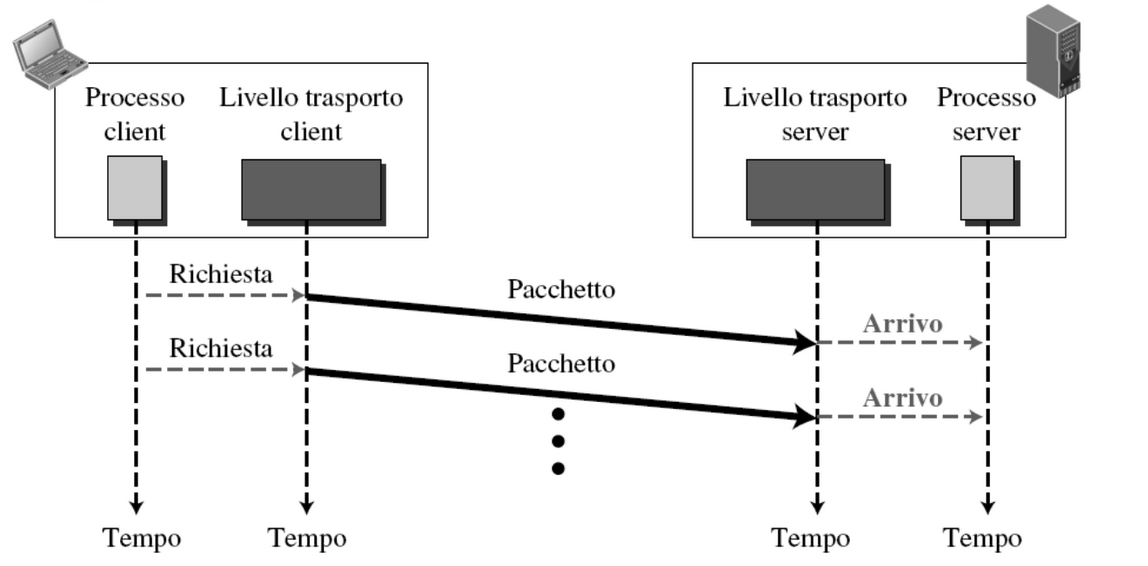 Processo
client
Livello trasporto
client
Livello trasporto
server
Processo
server
Richiesta
Pacchetto
Arrivo
Richiesta
Pacchetto
Arrivo
Tempo
Tempo
Tempo
Tempo